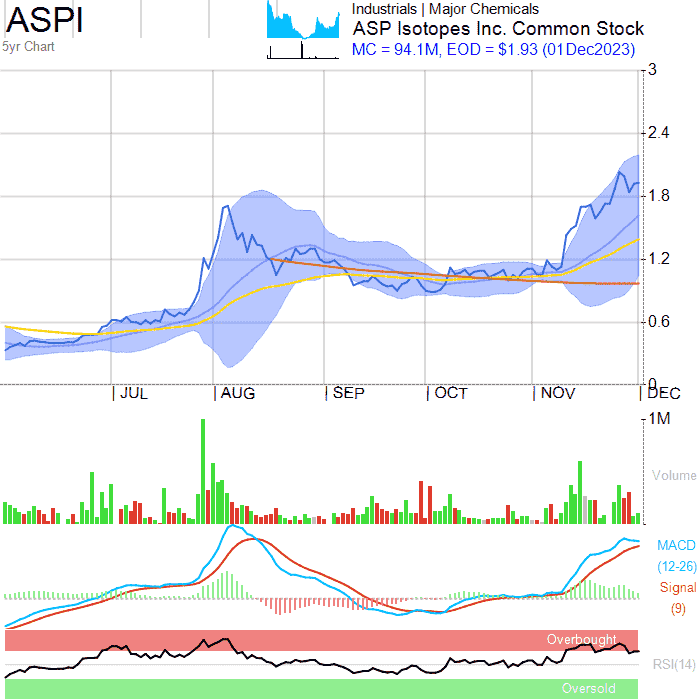 ASPI
5yr Chart
Industrials | Major Chemicals
ASP Isotopes Inc. Common Stock
MC = 94.1M, EOD = $1.93 (01Dec2023)
3
2.4
1.8
1.2
0.6
0
JUL AUG SEP OCT NOV DEC
1M
Volume
MACD
(12-26)
Signal
(9)
Overbought
RSI(14)
Oversold